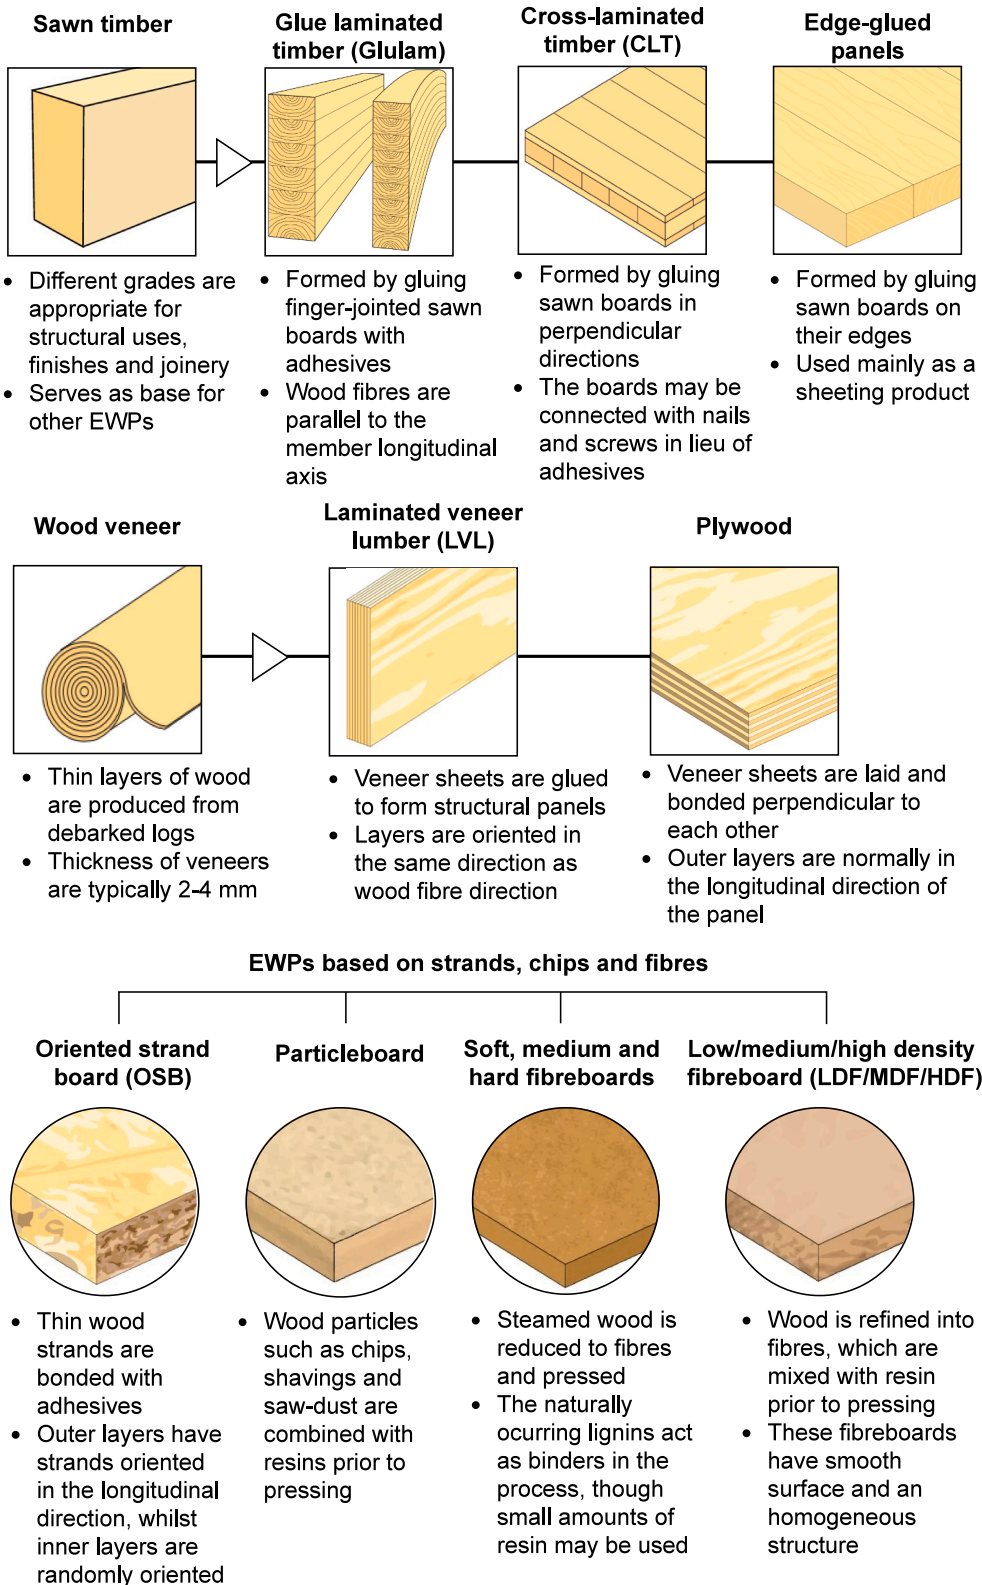 Sawn timber
Glue laminated
timber (Glulam)
Cross-laminated
timber (CLT)
Edge-glued
panels
• Different grades are
appropriate for
structural uses,
finishes and joinery
• Serves as base for
other EWPs
• Formed by gluing
finger-jointed sawn
boards with
adhesives
• Wood fibres are
parallel to the
member longitudinal
axis
• Formed by gluing
sawn boards in
perpendicular
directions
• The boards may be
connected with nails
and screws in lieu of
adhesives
• Formed by gluing
sawn boards on
their edges
• Used mainly as a
sheeting product
Wood veneer
Laminated veneer
lumber (LVL)
Plywood
• Thin layers of wood
are produced from
debarked logs
• Thickness of veneers
are typically 2-4 mm
• Veneer sheets are glued
to form structural panels
• Layers are oriented in
the same direction as
wood fibre direction
• Veneer sheets are laid and
bonded perpendicular to
each other
• Outer layers are normally in
the longitudinal direction of
the panel
EWPs based on strands, chips and fibres
Oriented strand
board (OSB)
Particleboard
Soft, medium and
hard fibreboards
Low/medium/high density
fibreboard (LDF/MDF/HDF)
• Thin wood
strands are
bonded with
adhesives
• Outer layers have
strands oriented
in the longitudinal
direction, whilst
inner layers are
randomly oriented
• Wood particles
such as chips,
shavings and
saw-dust are
combined with
resins prior to
pressing
• Steamed wood is
reduced to fibres
and pressed
• The naturally
ocurring lignins act
as binders in the
process, though
small amounts of
resin may be used
• Wood is refined into
fibres, which are
mixed with resin
prior to pressing
• These fibreboards
have smooth
surface and an
homogeneous
structure